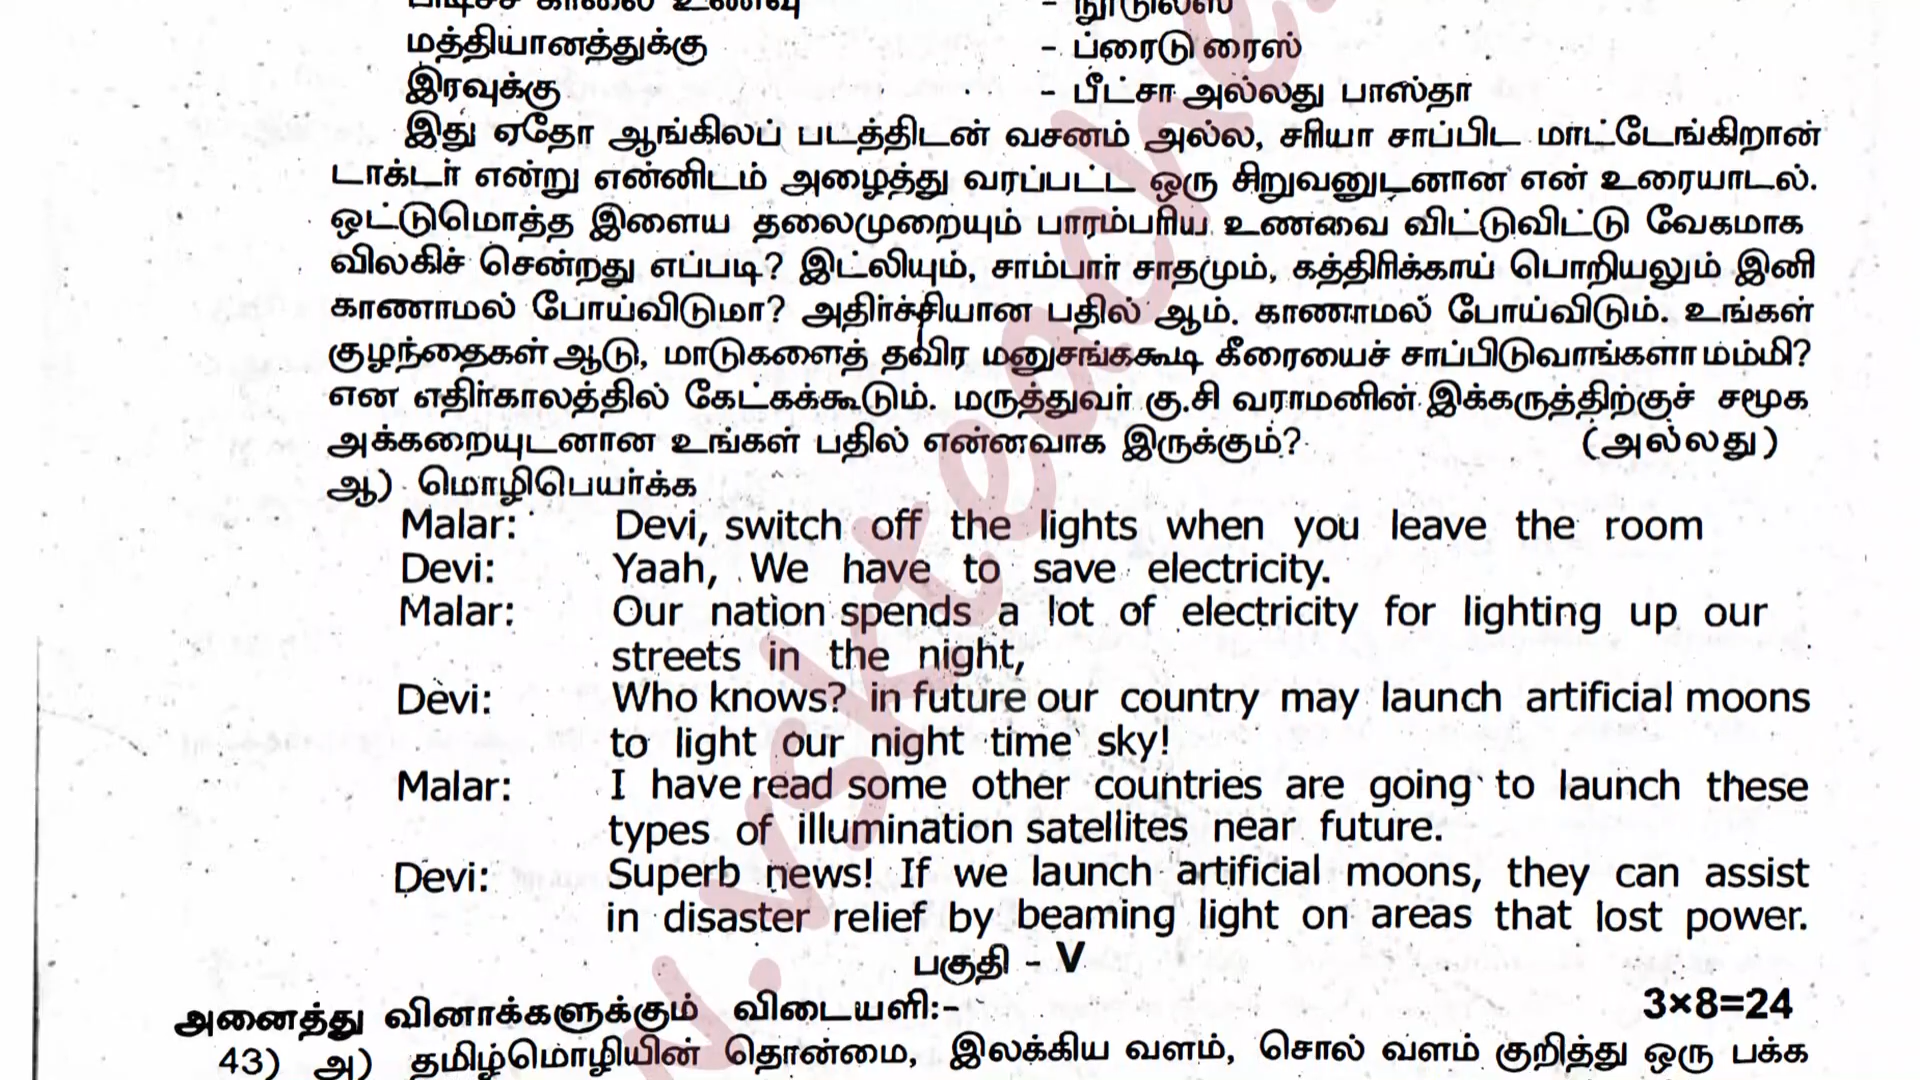 பிடிச்ச காலை உணவு - நூடுல்ஸ்
மத்தியானத்துக்கு - ப்ரைடு ரைஸ்
இரவுக்கு - பீட்சா அல்லது பாஸ்தா
இது ஏதோ ஆங்கிலப் படத்திடன் வசனம் அல்ல, சரியா சாப்பிட மாட்டேங்கிறான்
டாக்டர் என்று என்னிடம் அழைத்து வரப்பட்ட ஒரு சிறுவனுடனான என் உரையாடல்.
ஒட்டுமொத்த இளைய தலைமுறையும் பாரம்பரிய உணவை விட்டுவிட்டு வேகமாக
விலகிச் சென்றது எப்படி? இட்லியும், சாம்பார் சாதமும், கத்திரிக்காய் பொறியலும் இனி
காணாமல் போய்விடுமா? அதிர்ச்சியான பதில் ஆம். காணாமல் போய்விடும். உங்கள்
குழந்தைகள் ஆடு, மாடுகளைத் தவிர மனுசங்ககூடி கீரையைச் சாப்பிடுவாங்களா மம்மி?
என எதிர்காலத்தில் கேட்கக்கூடும். மருத்துவர் கு.சி வராமனின் இக்கருத்திற்குச் சமூக
அக்கறையுடனான உங்கள் பதில் என்னவாக இருக்கும்? (அல்லது)
ஆ) மொழிபெயர்க்க
Malar: Devi, switch off the lights when you leave the room
Devi: Yaah, We have to save electricity.
Malar: Our nation spends a lot of electricity for lighting up our
streets in the night,
Devi: Who knows? in future our country may launch artificial moons
to light our night time sky!
Malar: I have read some other countries are going to launch these
types of illumination satellites near future.
Devi: Superb news! If we launch artificial moons, they can assist
in disaster relief by beaming light on areas that lost power.
பகுதி - V
அனைத்து வினாக்களுக்கும் விடையளி:- 3×8=24
43) அ) தமிழ்மொழியின் தொன்மை, இலக்கிய வளம், சொல் வளம் குறித்து ஒரு பக்க